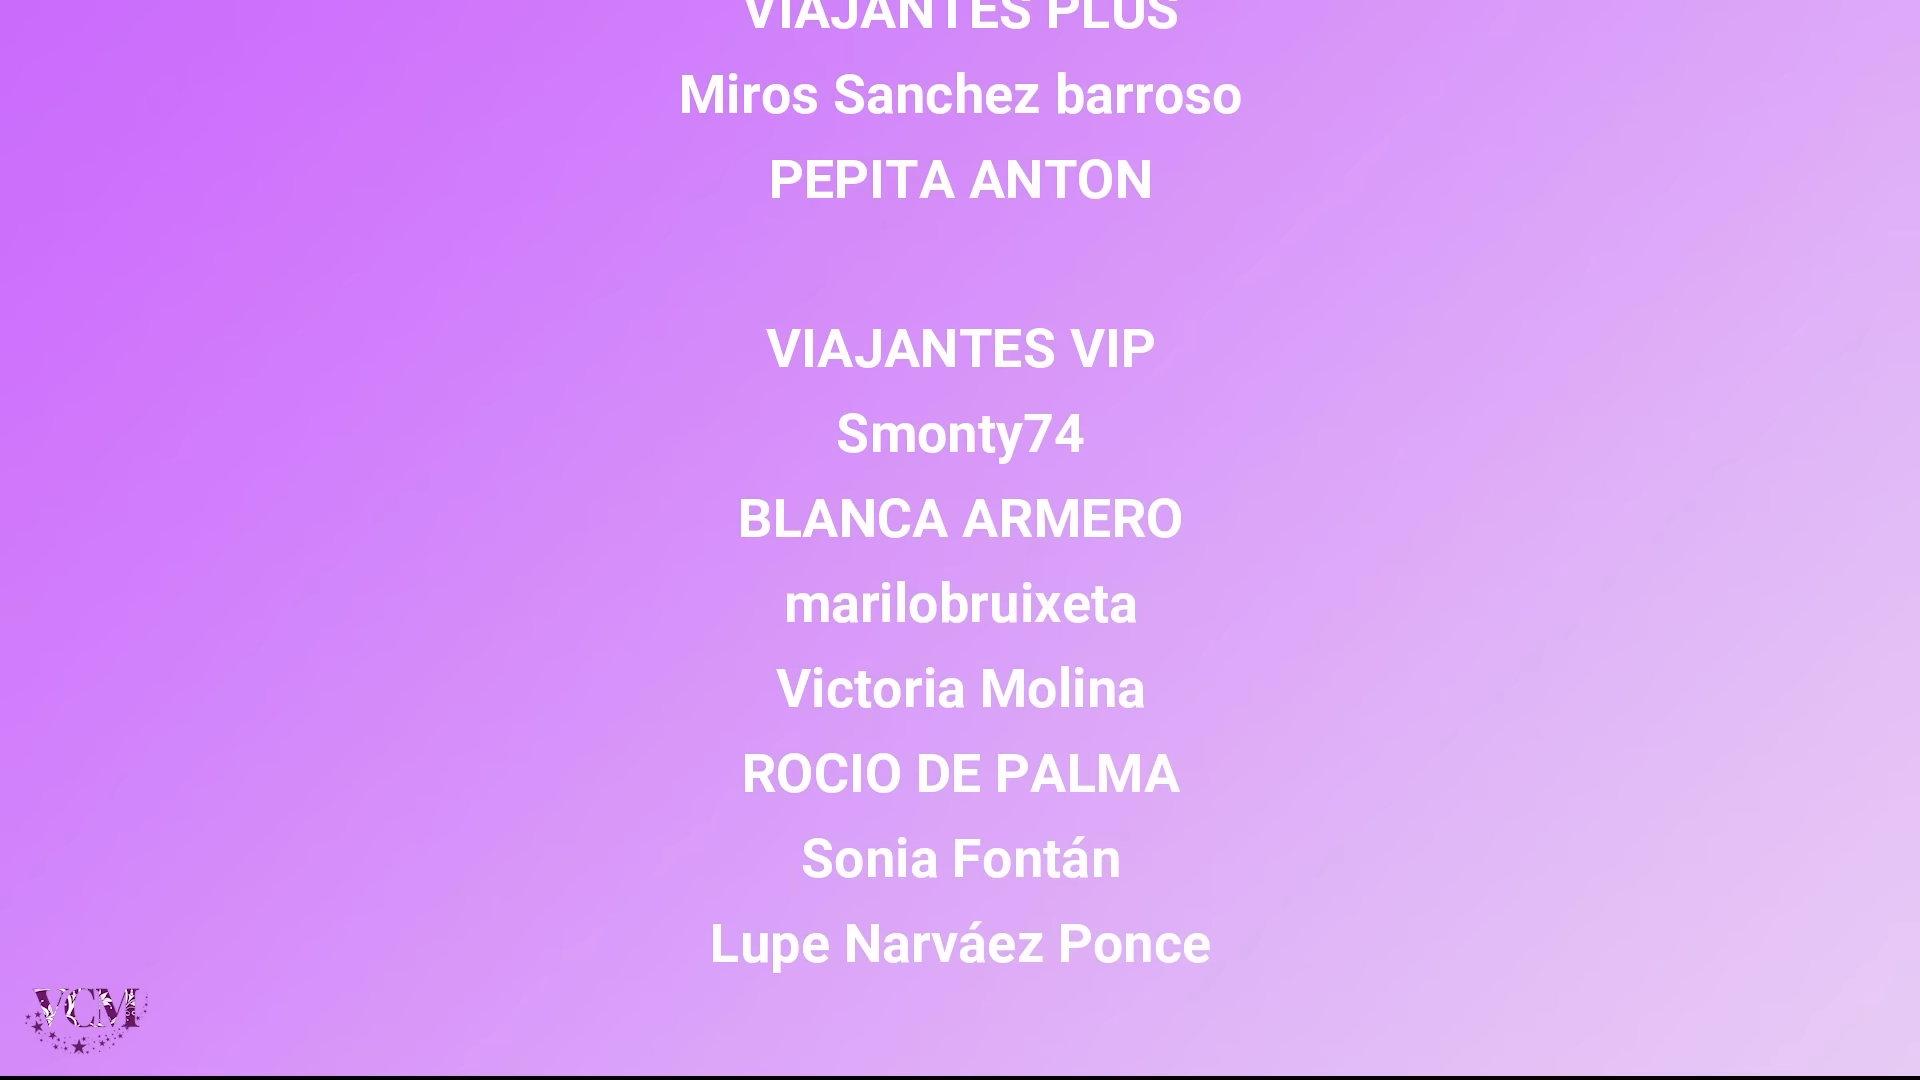 VIAJANTES PLUS
Miros Sanchez barroso
PEPITA ANTON
VIAJANTES VIP
Smonty74
BLANCA ARMERO
marilobruixeta
Victoria Molina
ROCIO DE PALMA
Sonia Fontán
Lupe Narváez Ponce
VCM